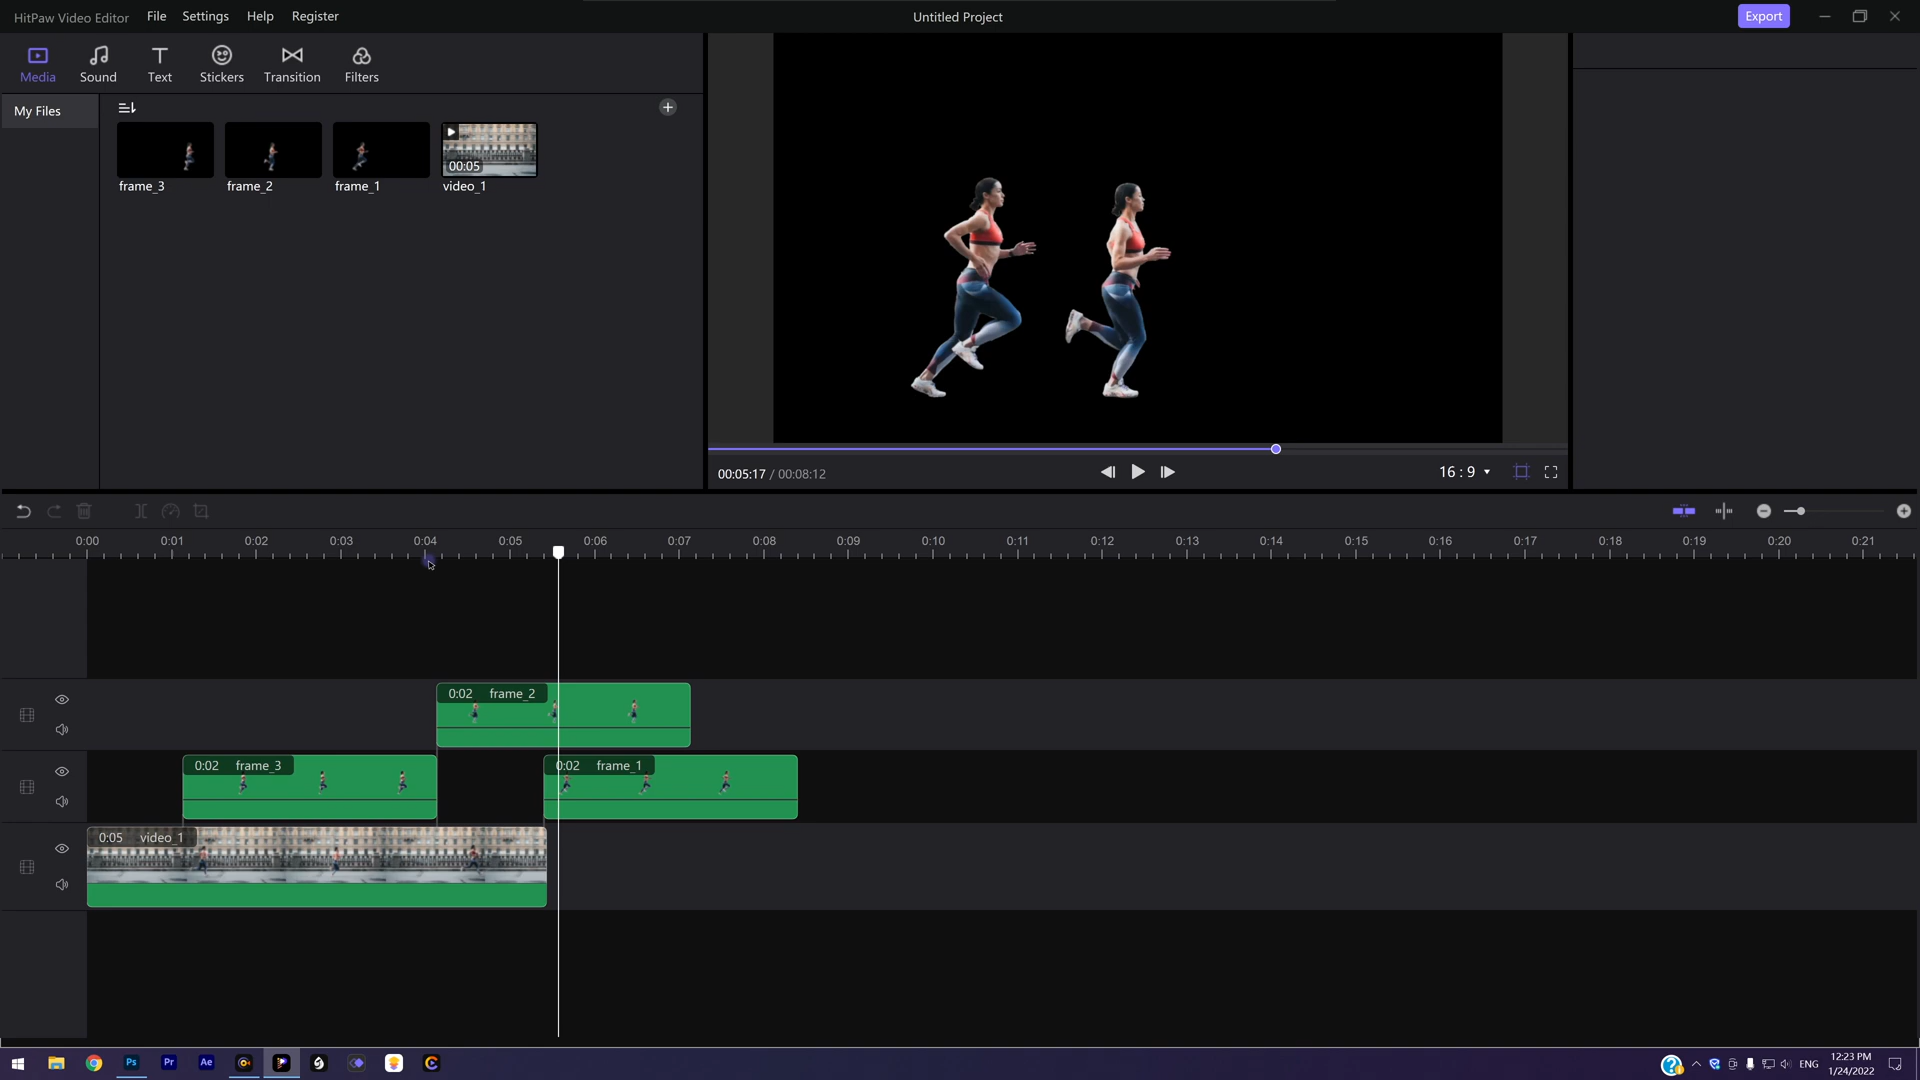 HitPaw Video Editor File Settings Help Register Untitled Project Export
Media Sound Text Stickers Transition Filters
My Files
00:05
frame_3 frame_2 frame_1 video_1
00:05:17 / 00:08:12
16 : 9
0:00 0:01 0:02 0:03 0:04 0:05 0:06 0:07 0:08 0:09 0:10 0:11 0:12 0:13 0:14 0:15 0:16 0:17 0:18 0:19 0:20 0:21
0:02 frame_2
0:02 frame_3
0:02 frame_1
0:05 video_1
Ps Pr Ae
ENG
12:23 PM
1/24/2022